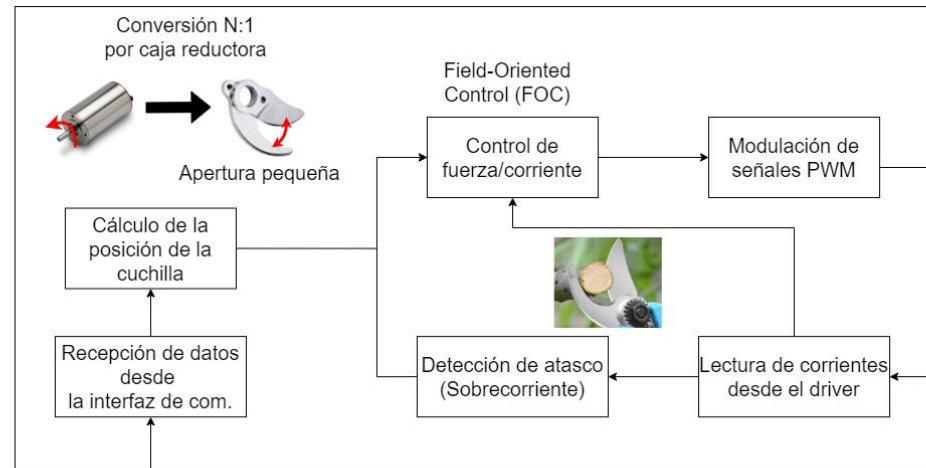 Conversión N:1
por caja reductora
Apertura pequeña
Field-Oriented
Control (FOC)
Control de
fuerza/corriente
Modulación de
señales PWM
Cálculo de la
posición de la
cuchilla
Recepción de datos
desde
la interfaz de com.
Detección de atasco
(Sobrecorriente)
Lectura de corrientes
desde el driver